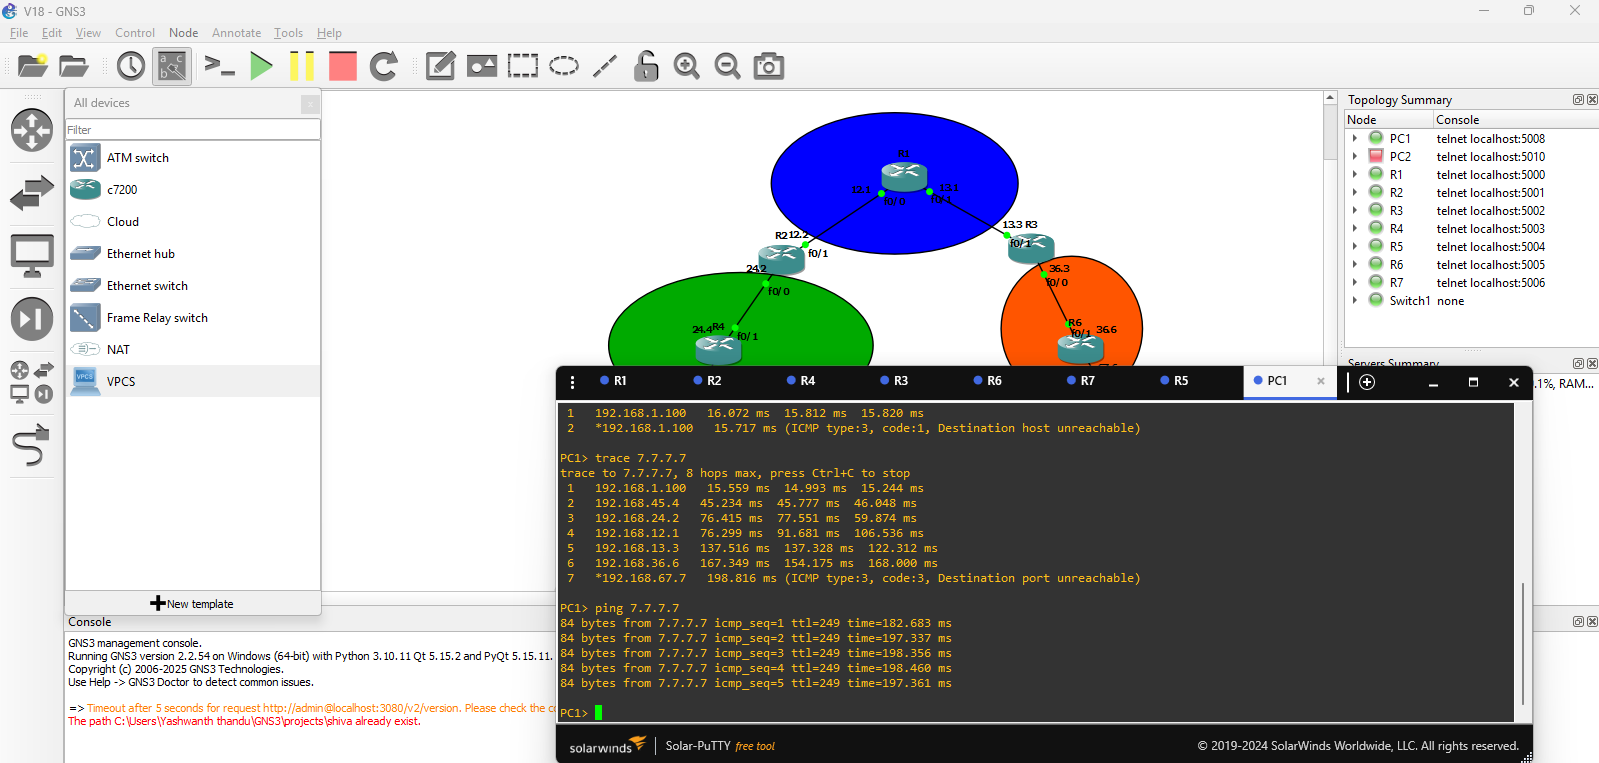 V18 - GNS3
File Edit View Control Node Annotate Tools Help
All devices
Filter
ATM switch
c7200
Cloud
Ethernet hub
Ethernet switch
Frame Relay switch
NAT
VPCS
New template
R1
12.1
13.1
f0/0
f0/1
R2
12.2
f0/1
13.3 R3
f0/1
24.2
f0/0
36.3
f0/0
24.4
R4
f0/1
R6
36.6
f0/1
Topology Summary
Node Console
PC1 telnet localhost:5008
PC2 telnet localhost:5010
R1 telnet localhost:5000
R2 telnet localhost:5001
R3 telnet localhost:5002
R4 telnet localhost:5003
R5 telnet localhost:5004
R6 telnet localhost:5005
R7 telnet localhost:5006
Switch1 none
Servers Summary
.1%, RAM...
R1 R2 R4 R3 R6 R7 R5 PC1
1 192.168.1.100 16.072 ms 15.812 ms 15.820 ms
2 *192.168.1.100 15.717 ms (ICMP type:3, code:1, Destination host unreachable)
PC1> trace 7.7.7.7
trace to 7.7.7.7, 8 hops max, press Ctrl+C to stop
1 192.168.1.100 15.559 ms 14.993 ms 15.244 ms
2 192.168.45.4 45.234 ms 45.777 ms 46.048 ms
3 192.168.24.2 76.415 ms 77.551 ms 59.874 ms
4 192.168.12.1 76.299 ms 91.681 ms 106.536 ms
5 192.168.13.3 137.516 ms 137.328 ms 122.312 ms
6 192.168.36.6 167.349 ms 154.175 ms 168.000 ms
7 *192.168.67.7 198.816 ms (ICMP type:3, code:3, Destination port unreachable)
PC1> ping 7.7.7.7
84 bytes from 7.7.7.7 icmp_seq=1 ttl=249 time=182.683 ms
84 bytes from 7.7.7.7 icmp_seq=2 ttl=249 time=197.337 ms
84 bytes from 7.7.7.7 icmp_seq=3 ttl=249 time=198.356 ms
84 bytes from 7.7.7.7 icmp_seq=4 ttl=249 time=198.460 ms
84 bytes from 7.7.7.7 icmp_seq=5 ttl=249 time=197.361 ms
PC1>
solarwinds Solar-PuTTY free tool
© 2019-2024 SolarWinds Worldwide, LLC. All rights reserved.
Console
GNS3 management console.
Running GNS3 version 2.2.54 on Windows (64-bit) with Python 3.10.11 Qt 5.15.2 and PyQt 5.15.11.
Copyright (c) 2006-2025 GNS3 Technologies.
Use Help -> GNS3 Doctor to detect common issues.
=> Timeout after 5 seconds for request http://admin@localhost:3080/v2/version. Please check the
The path C:\Users\Yashwanth thandu\GNS3\projects\shiva already exist.